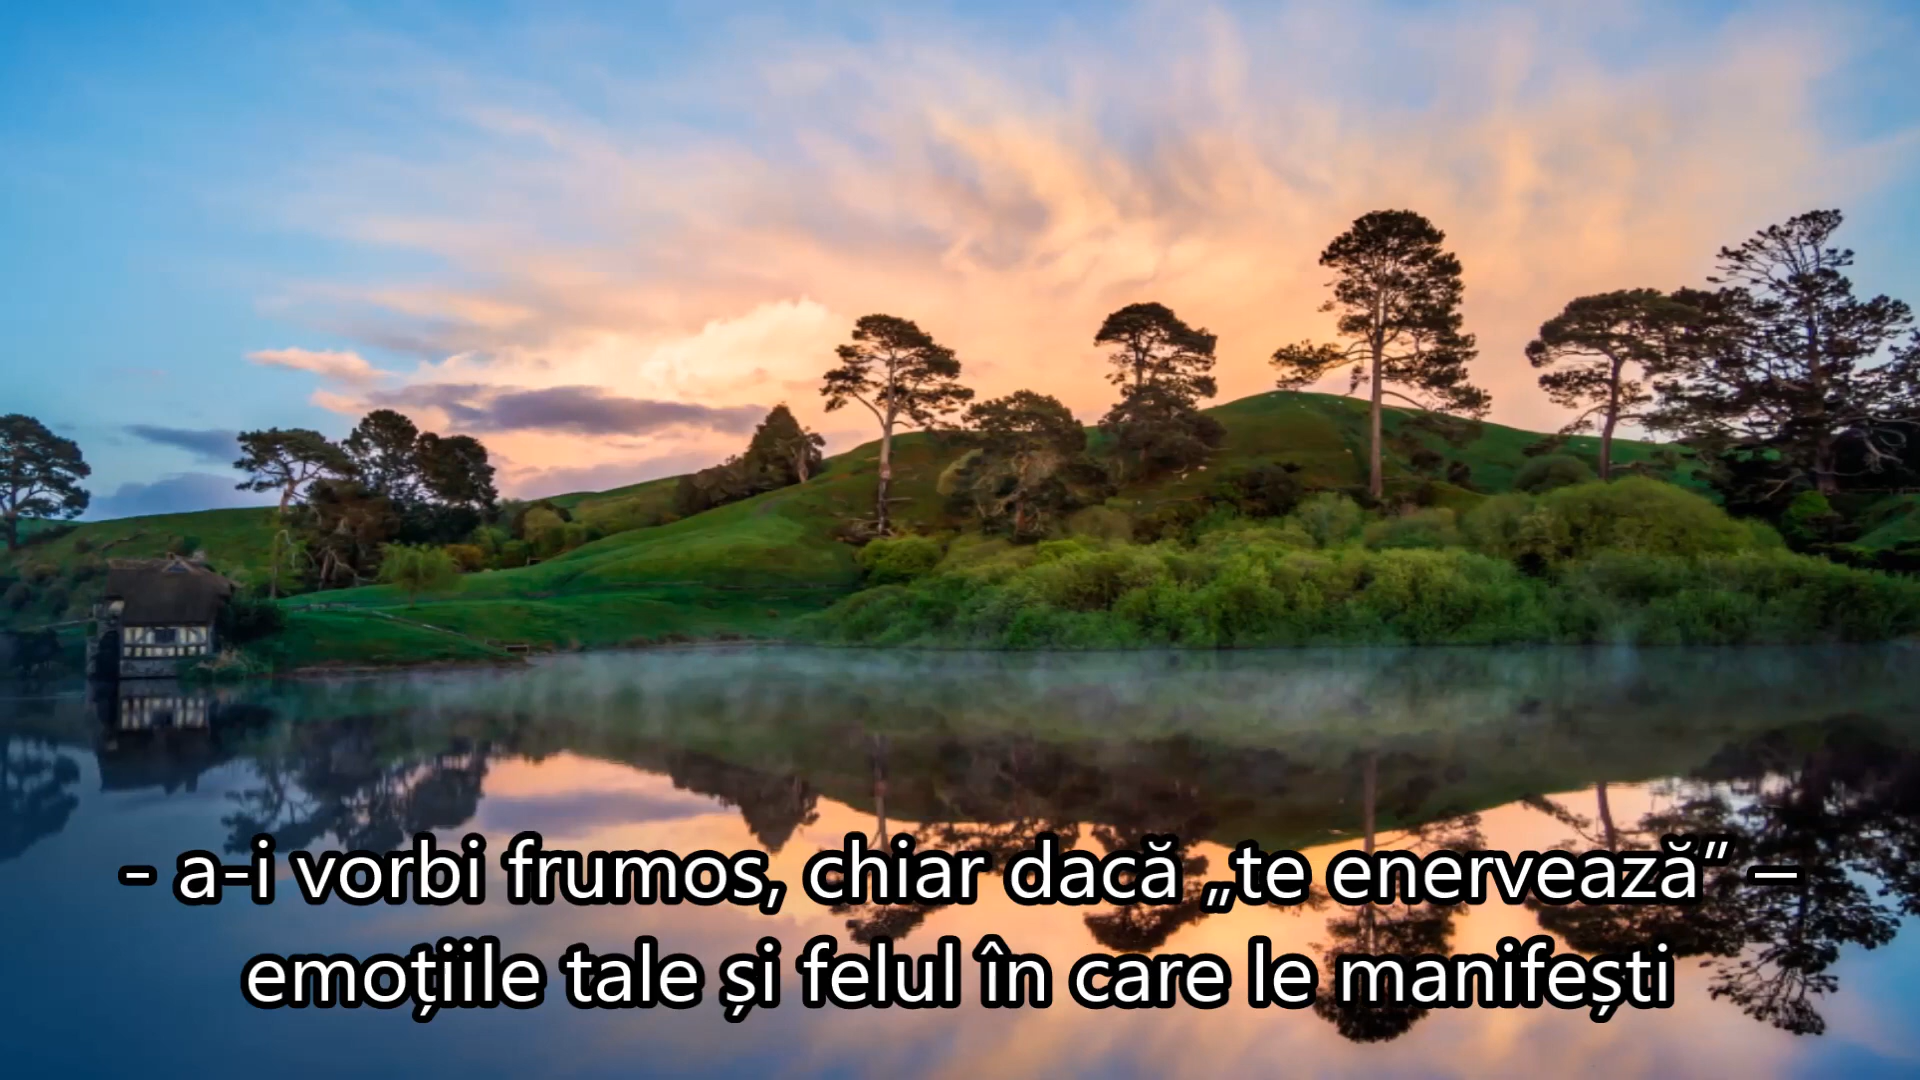 - a-i vorbi frumos, chiar dacă „te enervează” –
emoțiile tale și felul în care le manifești